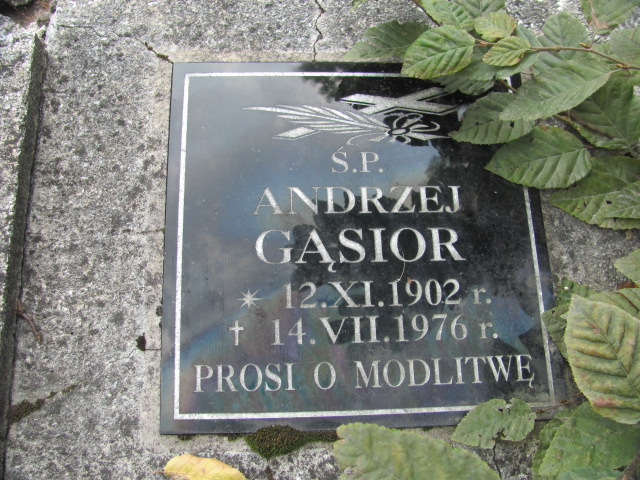 Ś.P.
ANDRZEJ
GĄSIOR
* 12.XI.1902 r.
† 14.VII.1976 r.
PROSI O MODLITWĘ